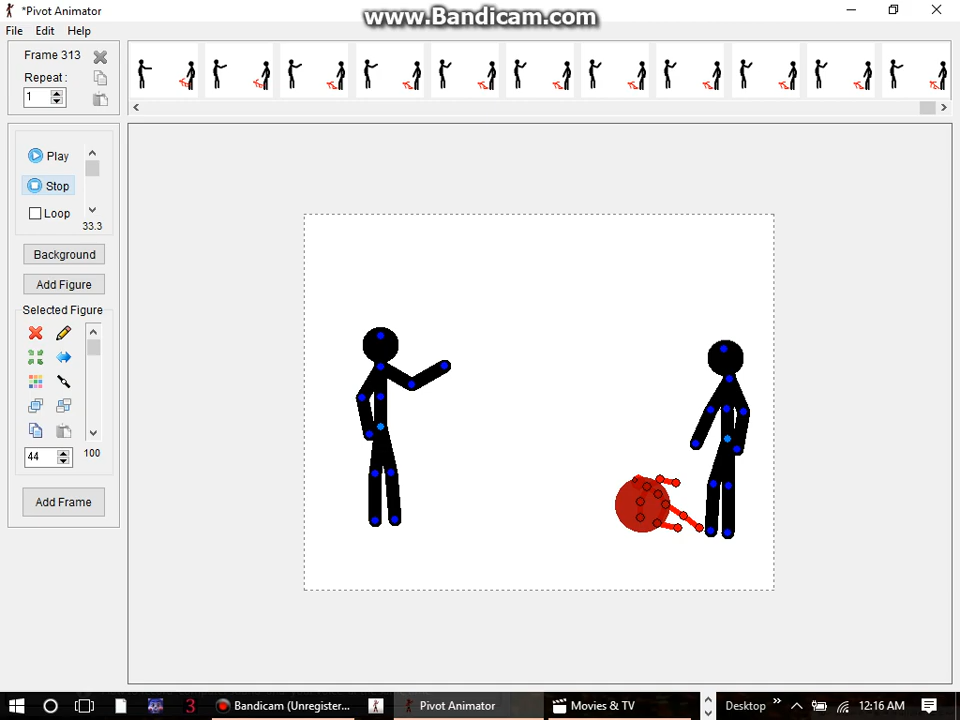 *Pivot Animator
www.Bandicam.com
File Edit Help
Frame 313
Repeat :
1
Play
Stop
Loop
33.3
Background
Add Figure
Selected Figure
44
100
Add Frame
3
Bandicam (Unregister...
Pivot Animator
Movies & TV
Desktop
»
12:16 AM